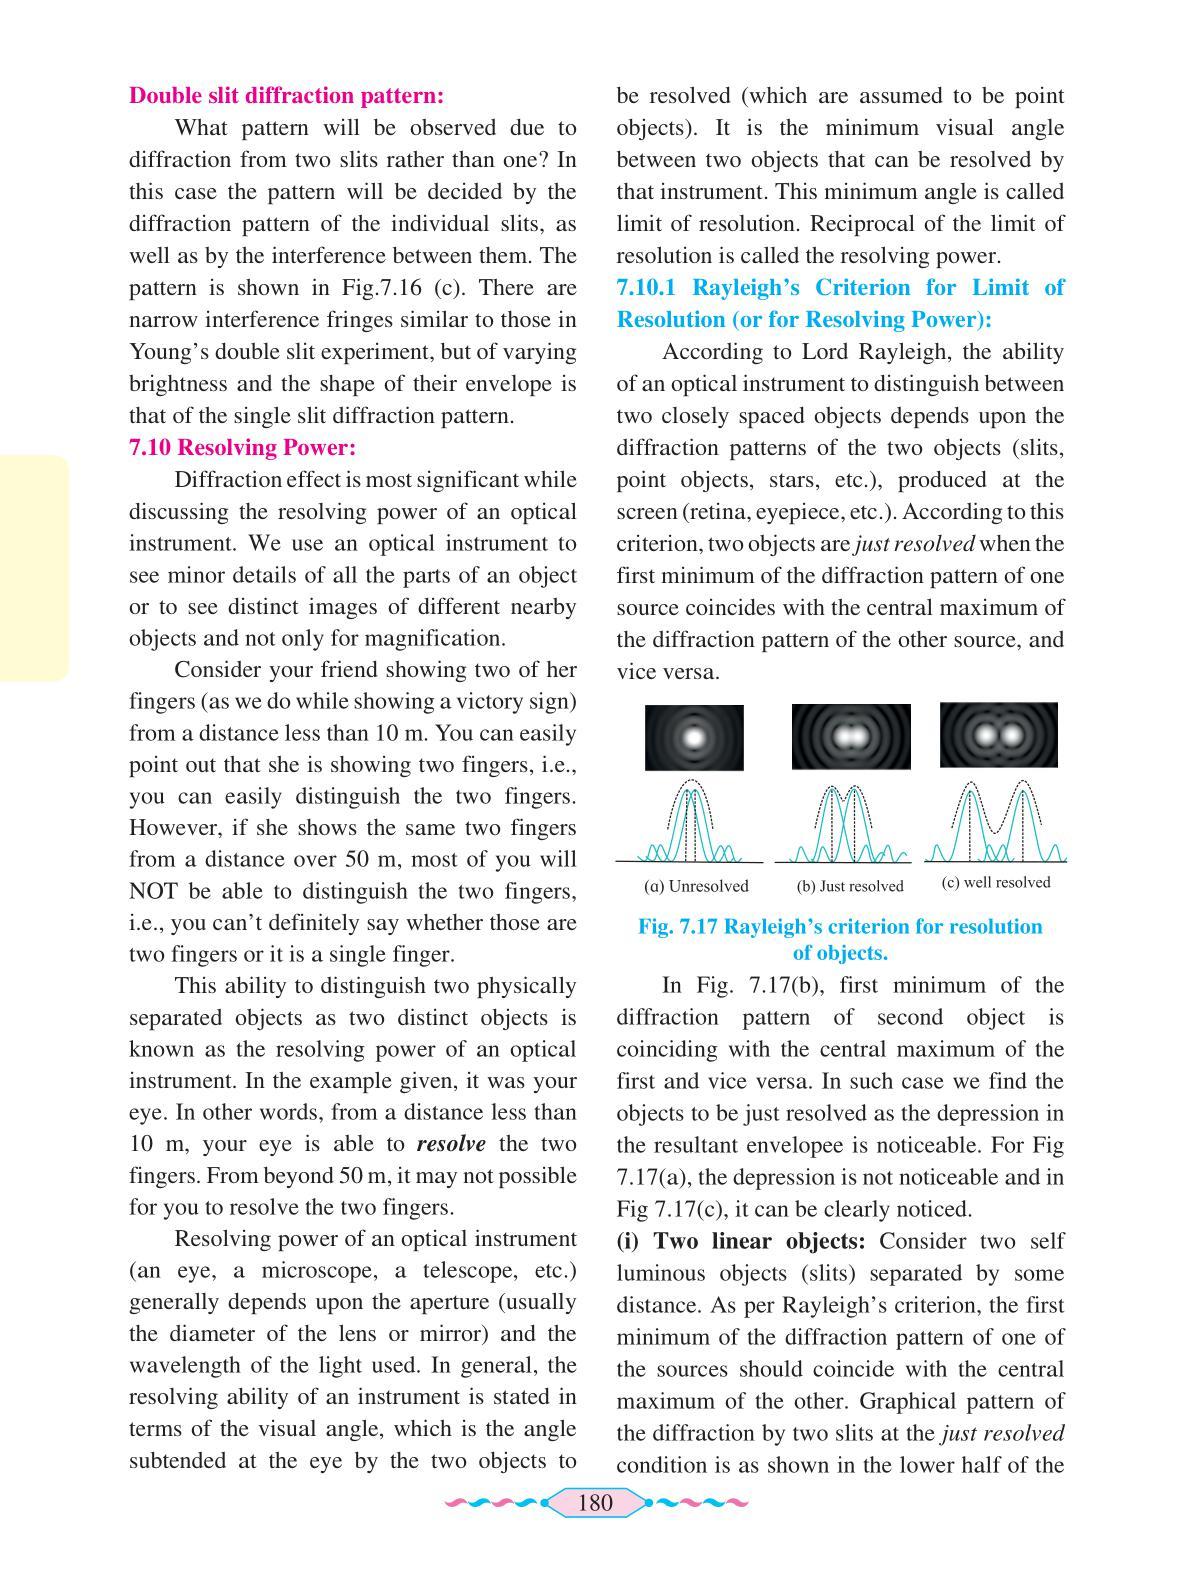 Double slit diffraction pattern:
What pattern will be observed due to
diffraction from two slits rather than one? In
this case the pattern will be decided by the
diffraction pattern of the individual slits, as
well as by the interference between them. The
pattern is shown in Fig.7.16 (c). There are
narrow interference fringes similar to those in
Young's double slit experiment, but of varying
brightness and the shape of their envelope is
that of the single slit diffraction pattern.
7.10 Resolving Power:
Diffraction effect is most significant while
discussing the resolving power of an optical
instrument. We use an optical instrument to
see minor details of all the parts of an object
or to see distinct images of different nearby
objects and not only for magnification.
Consider your friend showing two of her
fingers (as we do while showing a victory sign)
from a distance less than 10 m. You can easily
point out that she is showing two fingers, i.e.,
you can easily distinguish the two fingers.
However, if she shows the same two fingers
from a distance over 50 m, most of you will
NOT be able to distinguish the two fingers,
i.e., you can't definitely say whether those are
two fingers or it is a single finger.
This ability to distinguish two physically
separated objects as two distinct objects is
known as the resolving power of an optical
instrument. In the example given, it was your
eye. In other words, from a distance less than
10 m, your eye is able to resolve the two
fingers. From beyond 50 m, it may not possible
for you to resolve the two fingers.
Resolving power of an optical instrument
(an eye, a microscope, a telescope, etc.)
generally depends upon the aperture (usually
the diameter of the lens or mirror) and the
wavelength of the light used. In general, the
resolving ability of an instrument is stated in
terms of the visual angle, which is the angle
subtended at the eye by the two objects to
be resolved (which are assumed to be point
objects). It is the minimum visual angle
between two objects that can be resolved by
that instrument. This minimum angle is called
limit of resolution. Reciprocal of the limit of
resolution is called the resolving power.
7.10.1 Rayleigh's Criterion for Limit of
Resolution (or for Resolving Power):
According to Lord Rayleigh, the ability
of an optical instrument to distinguish between
two closely spaced objects depends upon the
diffraction patterns of the two objects (slits,
point objects, stars, etc.), produced at the
screen (retina, eyepiece, etc.). According to this
criterion, two objects are just resolved when the
first minimum of the diffraction pattern of one
source coincides with the central maximum of
the diffraction pattern of the other source, and
vice versa.
(a) Unresolved
(b) Just resolved
(c) well resolved
Fig. 7.17 Rayleigh's criterion for resolution
of objects.
In Fig. 7.17(b), first minimum of the
diffraction pattern of second object is
coinciding with the central maximum of the
first and vice versa. In such case we find the
objects to be just resolved as the depression in
the resultant envelopee is noticeable. For Fig
7.17(a), the depression is not noticeable and in
Fig 7.17(c), it can be clearly noticed.
(i) Two linear objects: Consider two self
luminous objects (slits) separated by some
distance. As per Rayleigh's criterion, the first
minimum of the diffraction pattern of one of
the sources should coincide with the central
maximum of the other. Graphical pattern of
the diffraction by two slits at the just resolved
condition is as shown in the lower half of the
180